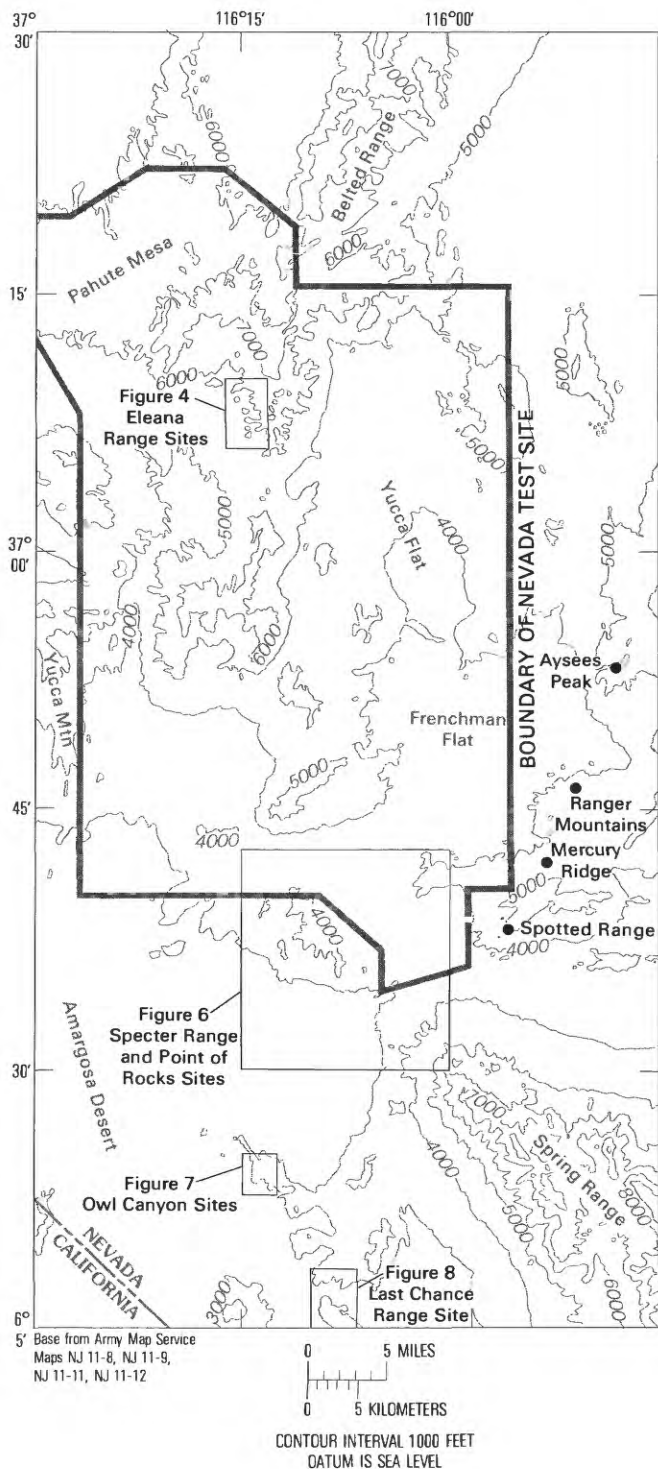 37°
30'
116°15'
116°00'
7000
6000
5000
Belted Range
6000
Pahute Mesa
15'
7000
6000
5000
Figure 4
Eleana
Range Sites
5000
5000
Yucca Flat
4000
BOUNDARY OF NEVADA TEST SITE
37°
60'
5000
4000
6000
Yucca Mtn
Aysees
Peak
Frenchman
Flat
5000
45'
Ranger
Mountains
4000
Mercury
Ridge
5000
4000
Spotted Range
4000
Figure 6
Specter Range
and Point of
Rocks Sites
Amargosa Desert
30'
7000
4000
Spring Range
5000
8000
Figure 7
Owl Canyon Sites
NEVADA
CALIFORNIA
Figure 8
Last Chance
Range Site
3000
6000
6°
5'
Base from Army Map Service
Maps NJ 11-8, NJ 11-9,
NJ 11-11, NJ 11-12
0 5 MILES
0 5 KILOMETERS
CONTOUR INTERVAL 1000 FEET
DATUM IS SEA LEVEL